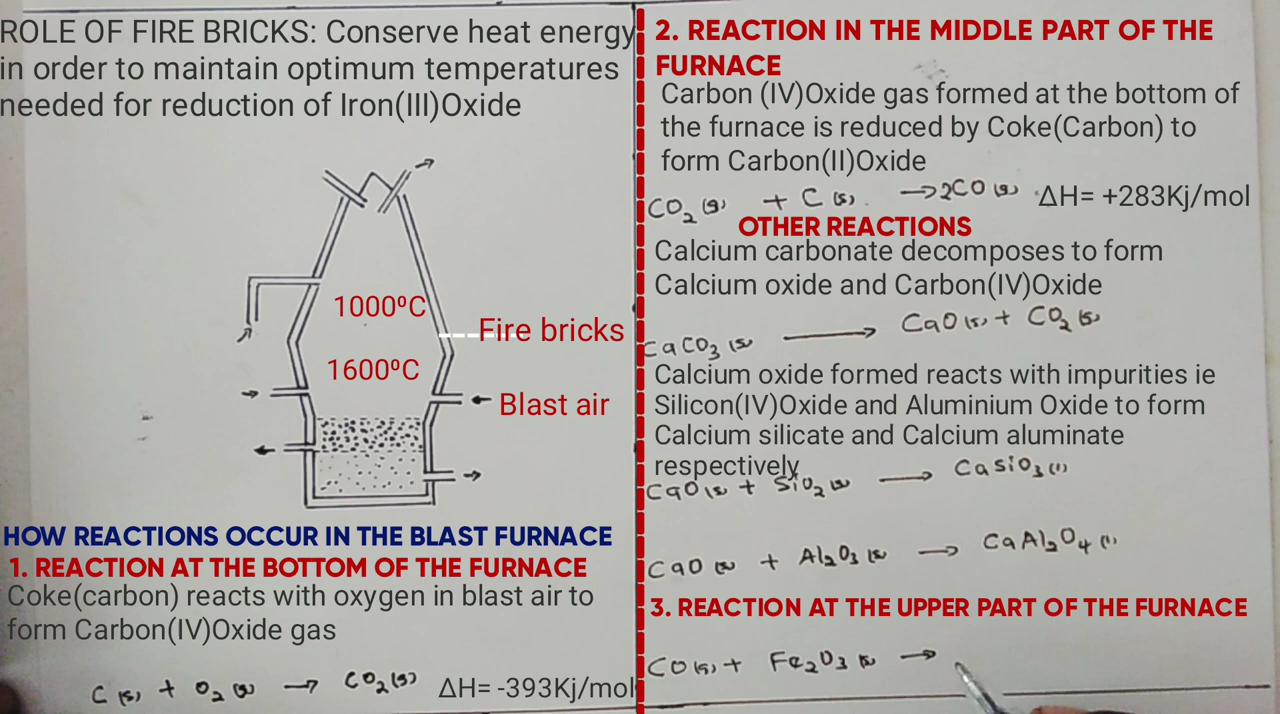 ROLE OF FIRE BRICKS: Conserve heat energy
in order to maintain optimum temperatures
needed for reduction of Iron(III)Oxide
1000⁰C
Fire bricks
1600⁰C
Blast air
HOW REACTIONS OCCUR IN THE BLAST FURNACE
1. REACTION AT THE BOTTOM OF THE FURNACE
Coke(carbon) reacts with oxygen in blast air to
form Carbon(IV)Oxide gas
C(s) + O₂(g) → CO₂(g) ΔH= -393Kj/mol
2. REACTION IN THE MIDDLE PART OF THE
FURNACE
Carbon (IV)Oxide gas formed at the bottom of
the furnace is reduced by Coke(Carbon) to
form Carbon(II)Oxide
CO₂(g) + C(s) → 2CO(g) ΔH= +283Kj/mol
OTHER REACTIONS
Calcium carbonate decomposes to form
Calcium oxide and Carbon(IV)Oxide
CaCO₃(s) → CaO(s) + CO₂(g)
Calcium oxide formed reacts with impurities ie
Silicon(IV)Oxide and Aluminium Oxide to form
Calcium silicate and Calcium aluminate
respectively
CaO(s) + SiO₂(s) → CaSiO₃(l)
CaO(s) + Al₂O₃(s) → CaAl₂O₄(l)
3. REACTION AT THE UPPER PART OF THE FURNACE
CO(g) + Fe₂O₃(s) →